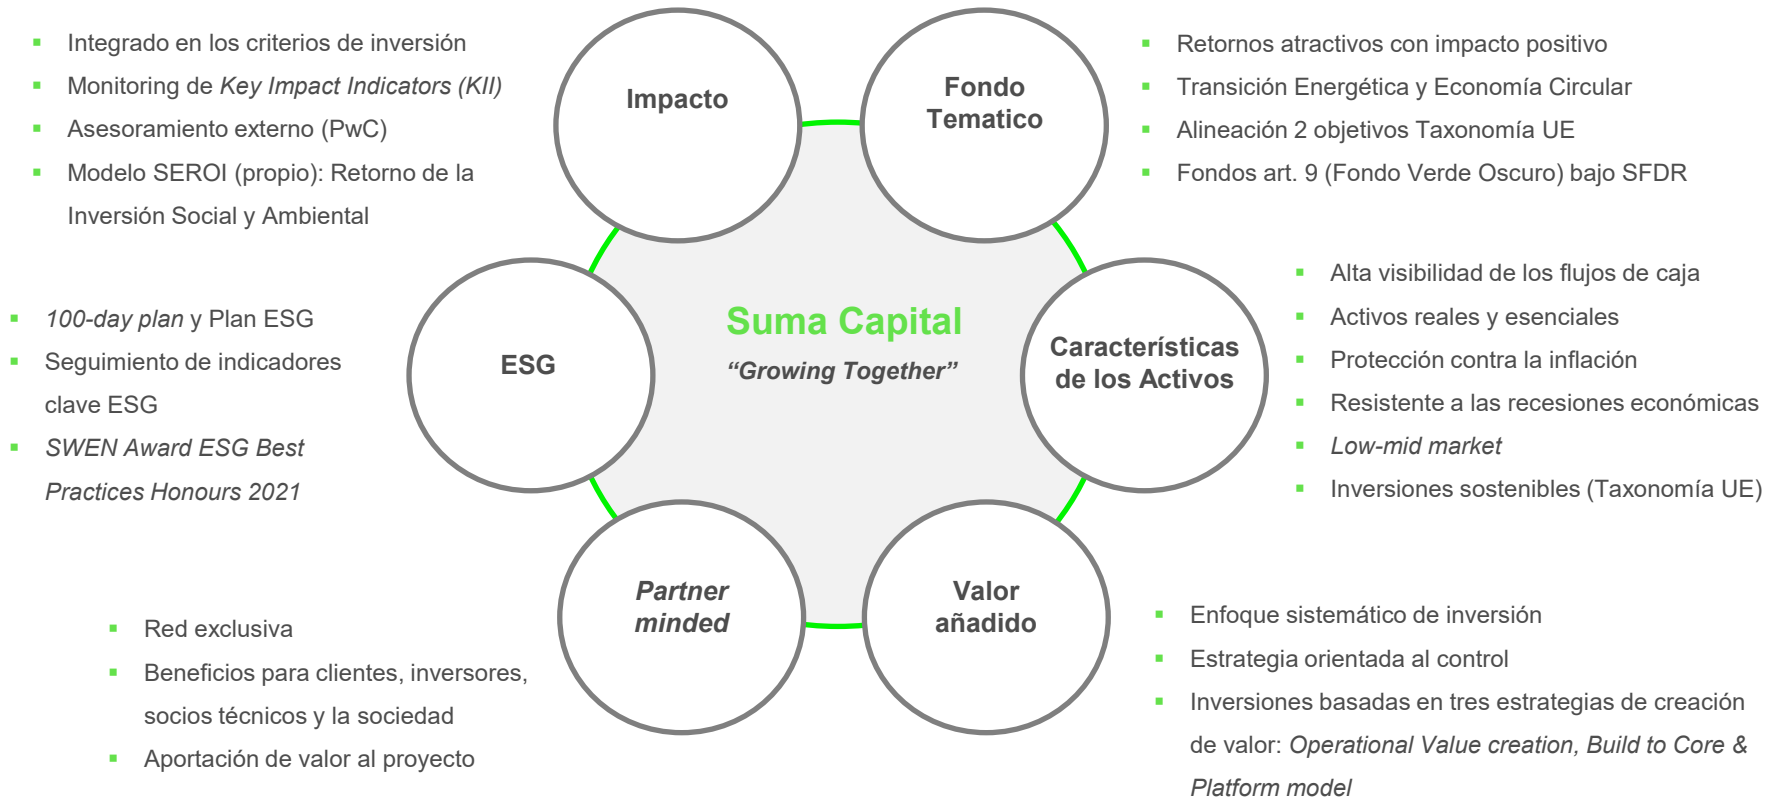 Impacto
Integrado en los criterios de inversión
Monitoring de Key Impact Indicators (KII)
Asesoramiento externo (PwC)
Modelo SEROI (propio): Retorno de la
Inversión Social y Ambiental
Fondo
Tematico
Retornos atractivos con impacto positivo
Transición Energética y Economía Circular
Alineación 2 objetivos Taxonomía UE
Fondos art. 9 (Fondo Verde Oscuro) bajo SFDR
ESG
100-day plan y Plan ESG
Seguimiento de indicadores
clave ESG
SWEN Award ESG Best
Practices Honours 2021
Suma Capital
“Growing Together”
Características
de los Activos
Alta visibilidad de los flujos de caja
Activos reales y esenciales
Protección contra la inflación
Resistente a las recesiones económicas
Low-mid market
Inversiones sostenibles (Taxonomía UE)
Partner
minded
Red exclusiva
Beneficios para clientes, inversores,
socios técnicos y la sociedad
Aportación de valor al proyecto
Valor
añadido
Enfoque sistemático de inversión
Estrategia orientada al control
Inversiones basadas en tres estrategias de creación
de valor: Operational Value creation, Build to Core &
Platform model